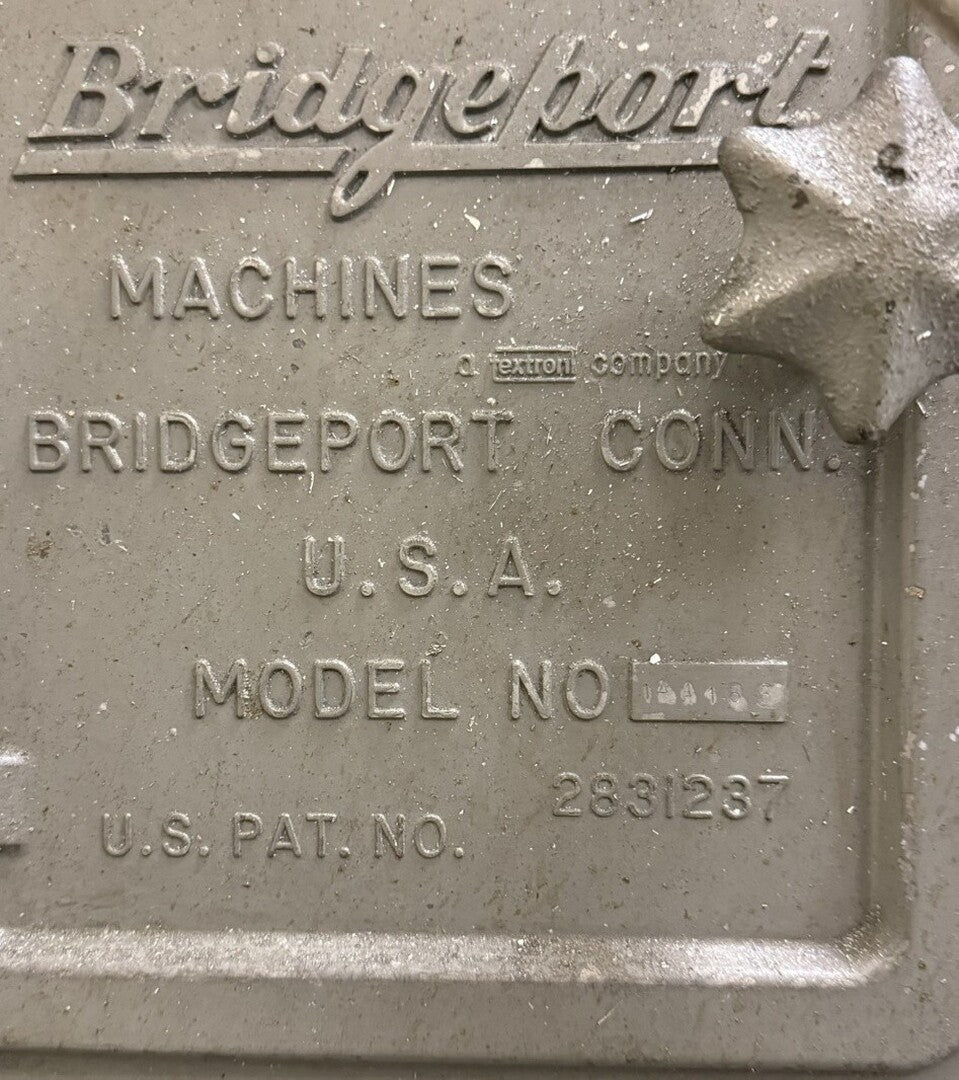 Bridgeport
MACHINES
a textron company
BRIDGEPORT CONN.
U.S.A.
MODEL NO
2831237
U.S. PAT. NO.